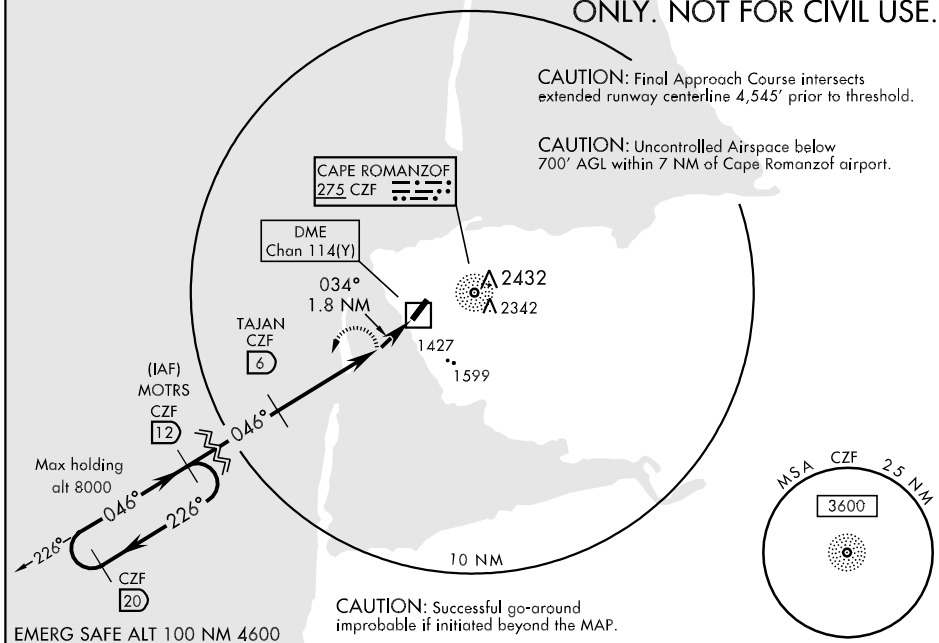 ONLY. NOT FOR CIVIL USE.
CAUTION: Final Approach Course intersects
extended runway centerline 4,545' prior to threshold.
CAUTION: Uncontrolled Airspace below
700' AGL within 7 NM of Cape Romanzof airport.
CAPE ROMANZOF
275 CZF
DME
Chan 114(Y)
2432
2342
034°
1.8 NM
1427
1599
TAJAN
CZF
6
(IAF)
MOTRS
CZF
12
046°
Max holding
alt 8000
046°
226°
226°
CZF
20
10 NM
MSA CZF 25 NM
3600
CAUTION: Successful go-around
improbable if initiated beyond the MAP.
EMERG SAFE ALT 100 NM 4600